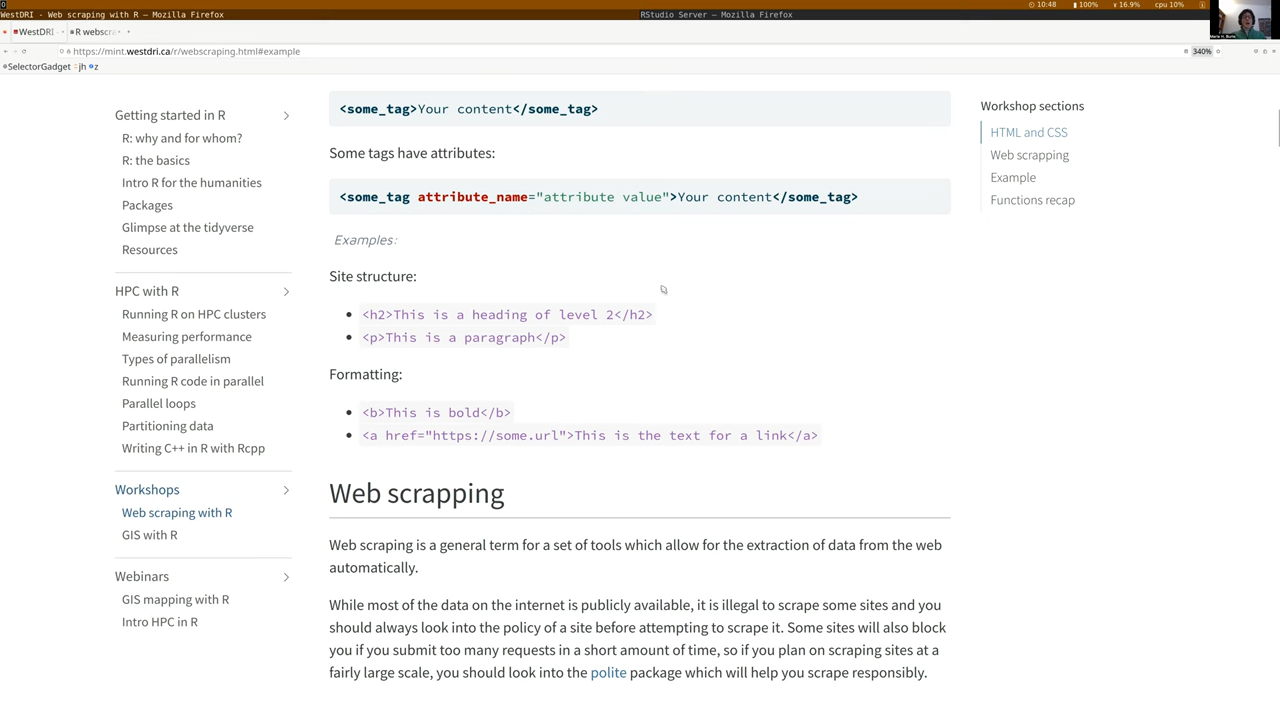 10:48 100% 16.9% cpu 10%
WestDRI - Web scraping with R — Mozilla Firefox
RStudio Server — Mozilla Firefox
WestDRI R webscra
https://mint.westdri.ca/r/webscraping.html#example
340%
SelectorGadget jh z
Getting started in R
R: why and for whom?
R: the basics
Intro R for the humanities
Packages
Glimpse at the tidyverse
Resources
HPC with R
Running R on HPC clusters
Measuring performance
Types of parallelism
Running R code in parallel
Parallel loops
Partitioning data
Writing C++ in R with Rcpp
Workshops
Web scraping with R
GIS with R
Webinars
GIS mapping with R
Intro HPC in R
<some_tag>Your content</some_tag>
Some tags have attributes:
<some_tag attribute_name="attribute value">Your content</some_tag>
Examples:
Site structure:
<h2>This is a heading of level 2</h2>
<p>This is a paragraph</p>
Formatting:
<b>This is bold</b>
<a href="https://some.url">This is the text for a link</a>
Web scrapping
Web scraping is a general term for a set of tools which allow for the extraction of data from the web
automatically.
While most of the data on the internet is publicly available, it is illegal to scrape some sites and you
should always look into the policy of a site before attempting to scrape it. Some sites will also block
you if you submit too many requests in a short amount of time, so if you plan on scraping sites at a
fairly large scale, you should look into the polite package which will help you scrape responsibly.
Workshop sections
HTML and CSS
Web scrapping
Example
Functions recap